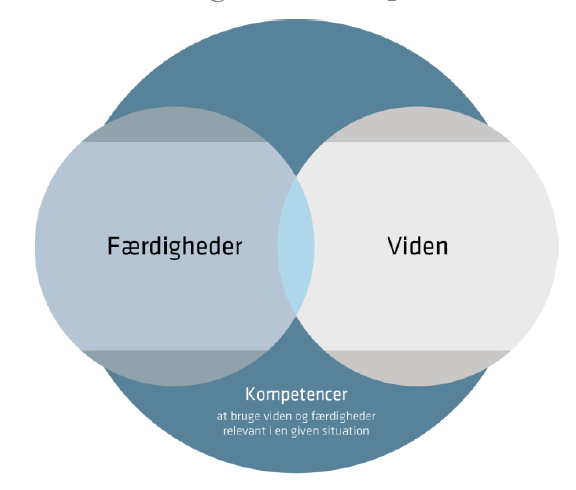 Færdigheder
Viden
Kompetencer
at bruge viden og færdigheder
relevant i en given situation